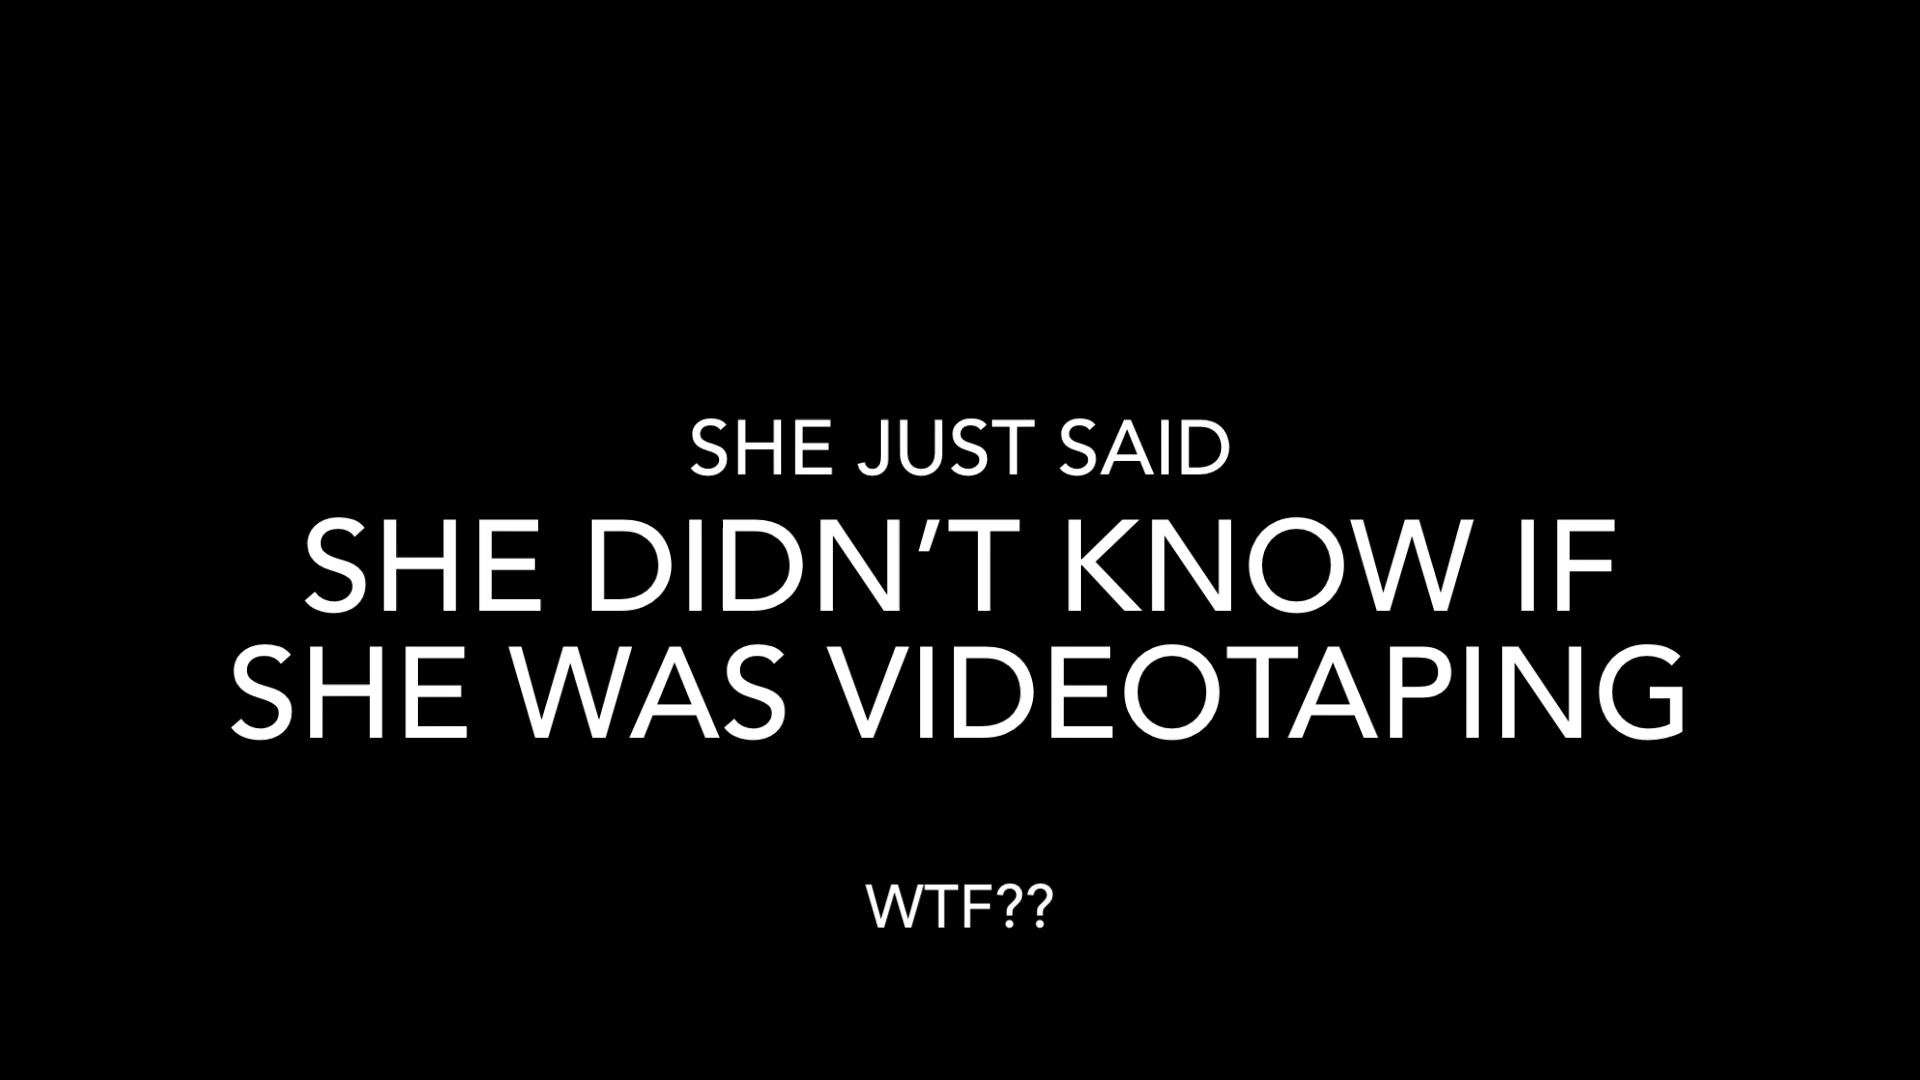 SHE JUST SAID
SHE DIDN’T KNOW IF
SHE WAS VIDEOTAPING
WTF??